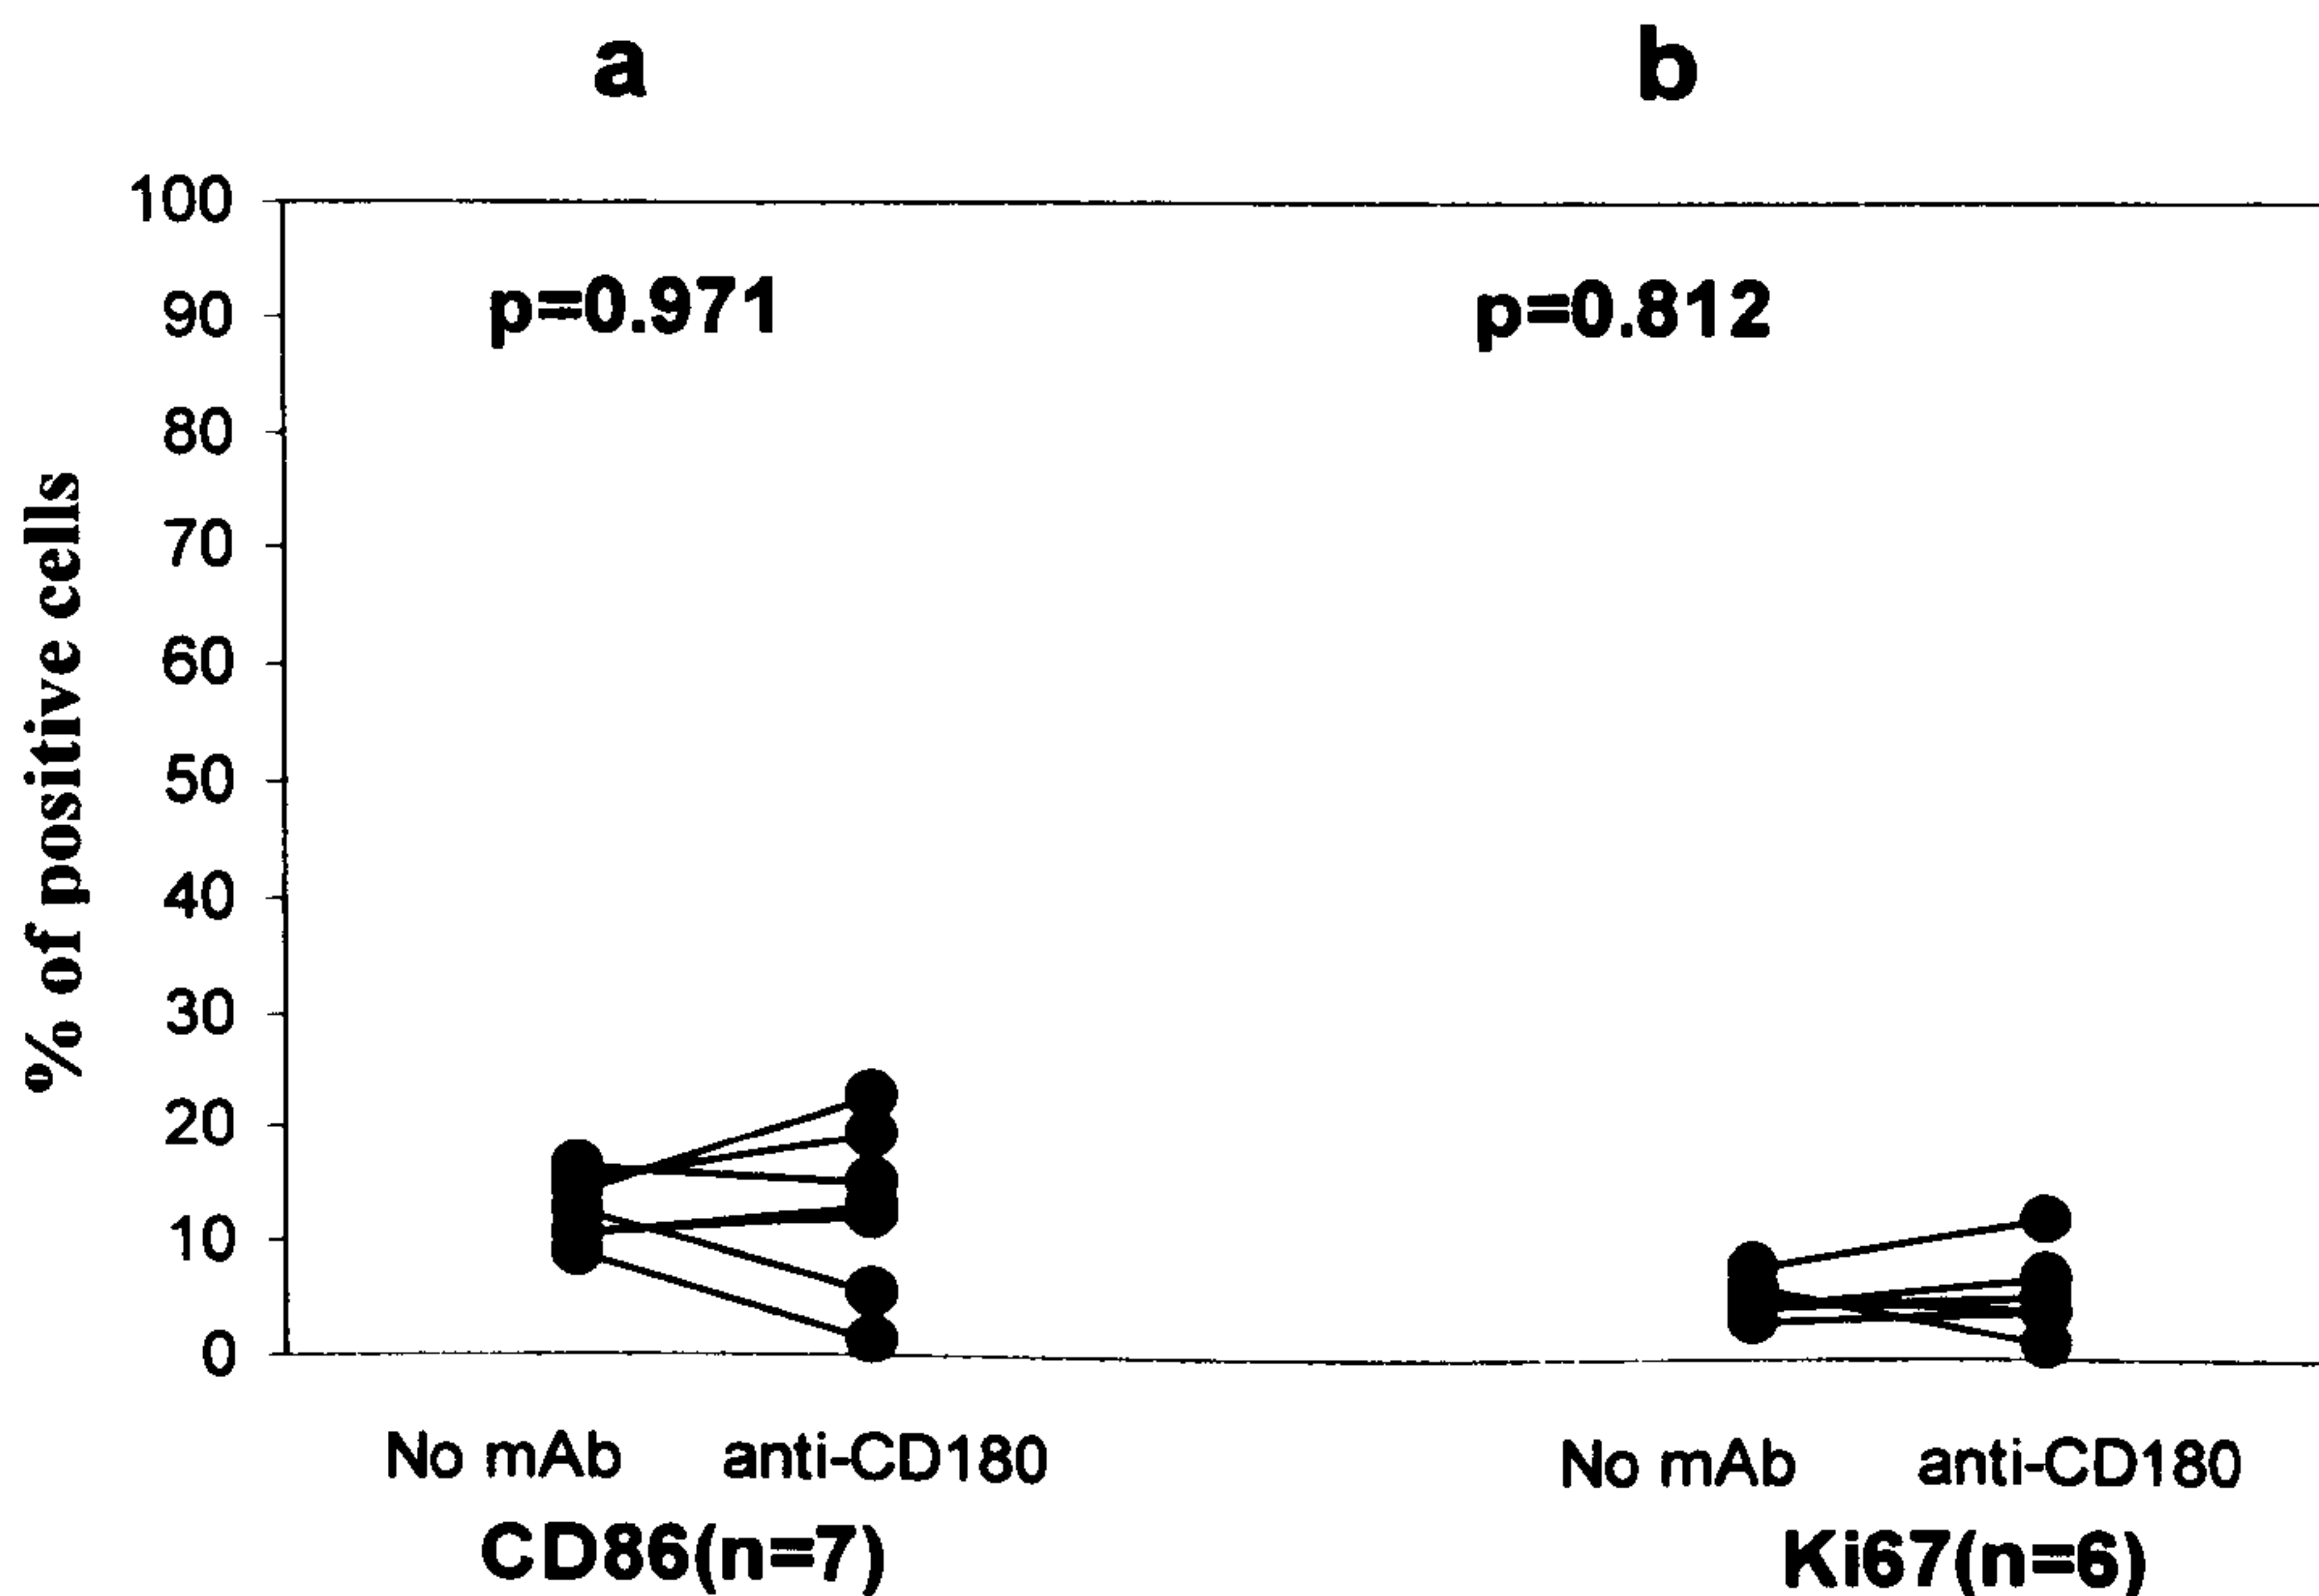 a
b
p=0.971
p=0.812
% of positive cells
100
90
80
70
60
50
40
30
20
10
0
No mAb anti-CD180
No mAb anti-CD180
CD86(n=7)
Ki67(n=6)